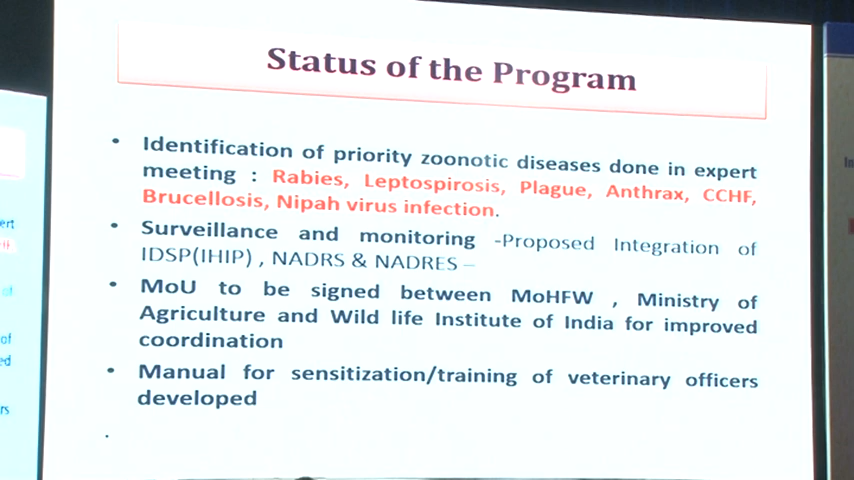 Status of the Program
• Identification of priority zoonotic diseases done in expert
meeting : Rabies, Leptospirosis, Plague, Anthrax, CCHF,
Brucellosis, Nipah virus infection.
• Surveillance and monitoring -Proposed Integration of
IDSP(IHIP) , NADRS & NADRES –
• MoU to be signed between MoHFW , Ministry of
Agriculture and Wild life Institute of India for improved
coordination
• Manual for sensitization/training of veterinary officers
developed
.